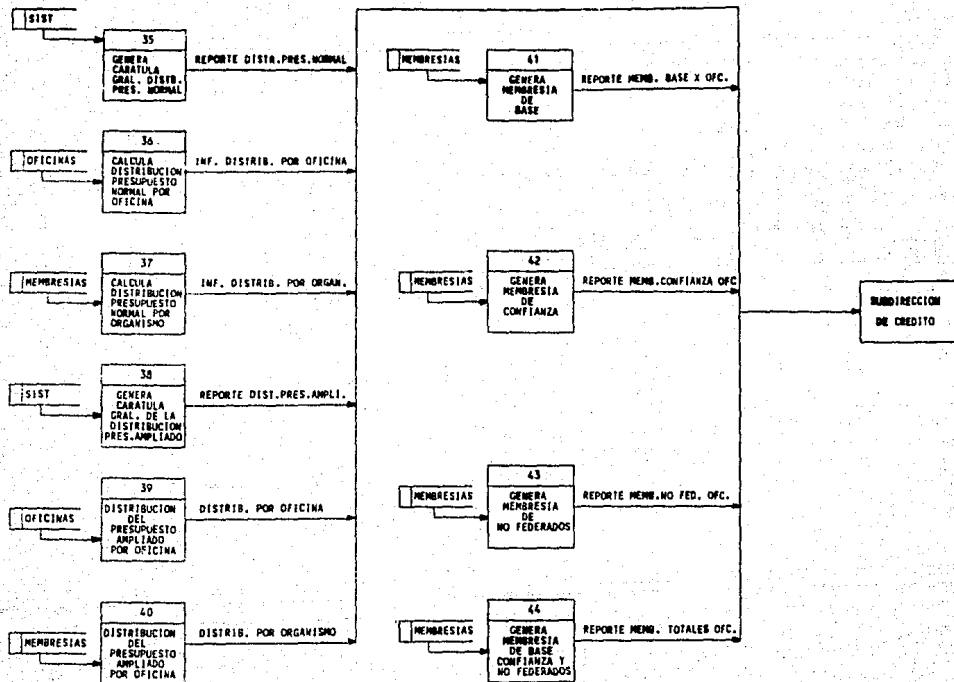 SIST
35
GENERA
CARATULA
GRAL. DISTR.
PRES. NORMAL
REPORTE DISTR.PRES.NORMAL
OFICINAS
36
CALCULA
DISTRIBUCION
PRESUPUESTO
NORMAL POR
OFICINA
INF. DISTRIB. POR OFICINA
MEMBRESIAS
37
CALCULA
DISTRIBUCION
PRESUPUESTO
NORMAL POR
ORGANISMO
INF. DISTRIB. POR ORGAN.
SIST
38
GENERA
CARATULA
GRAL. DE LA
DISTRIBUCION
PRES.AMPLIADO
REPORTE DIST.PRES.AMPLI.
OFICINAS
39
DISTRIBUCION
DEL
PRESUPUESTO
AMPLIADO
POR OFICINA
DISTRIB. POR OFICINA
MEMBRESIAS
40
DISTRIBUCION
DEL
PRESUPUESTO
AMPLIADO
POR OFICINA
DISTRIB. POR ORGANISMO
MEMBRESIAS
41
GENERA
MEMBRESIA
DE
BASE
REPORTE MEMB. BASE X OFC.
MEMBRESIAS
42
GENERA
MEMBRESIA
DE
CONFIANZA
REPORTE MEMB.CONFIANZA OFC
MEMBRESIAS
43
GENERA
MEMBRESIA
DE
NO FEDERADOS
REPORTE MEMB.NO FED. OFC.
MEMBRESIAS
44
GENERA
MEMBRESIA
DE BASE
CONFIANZA Y
NO FEDERADOS
REPORTE MEMB. TOTALES OFC.
SUBDIRECCION
DE CREDITO